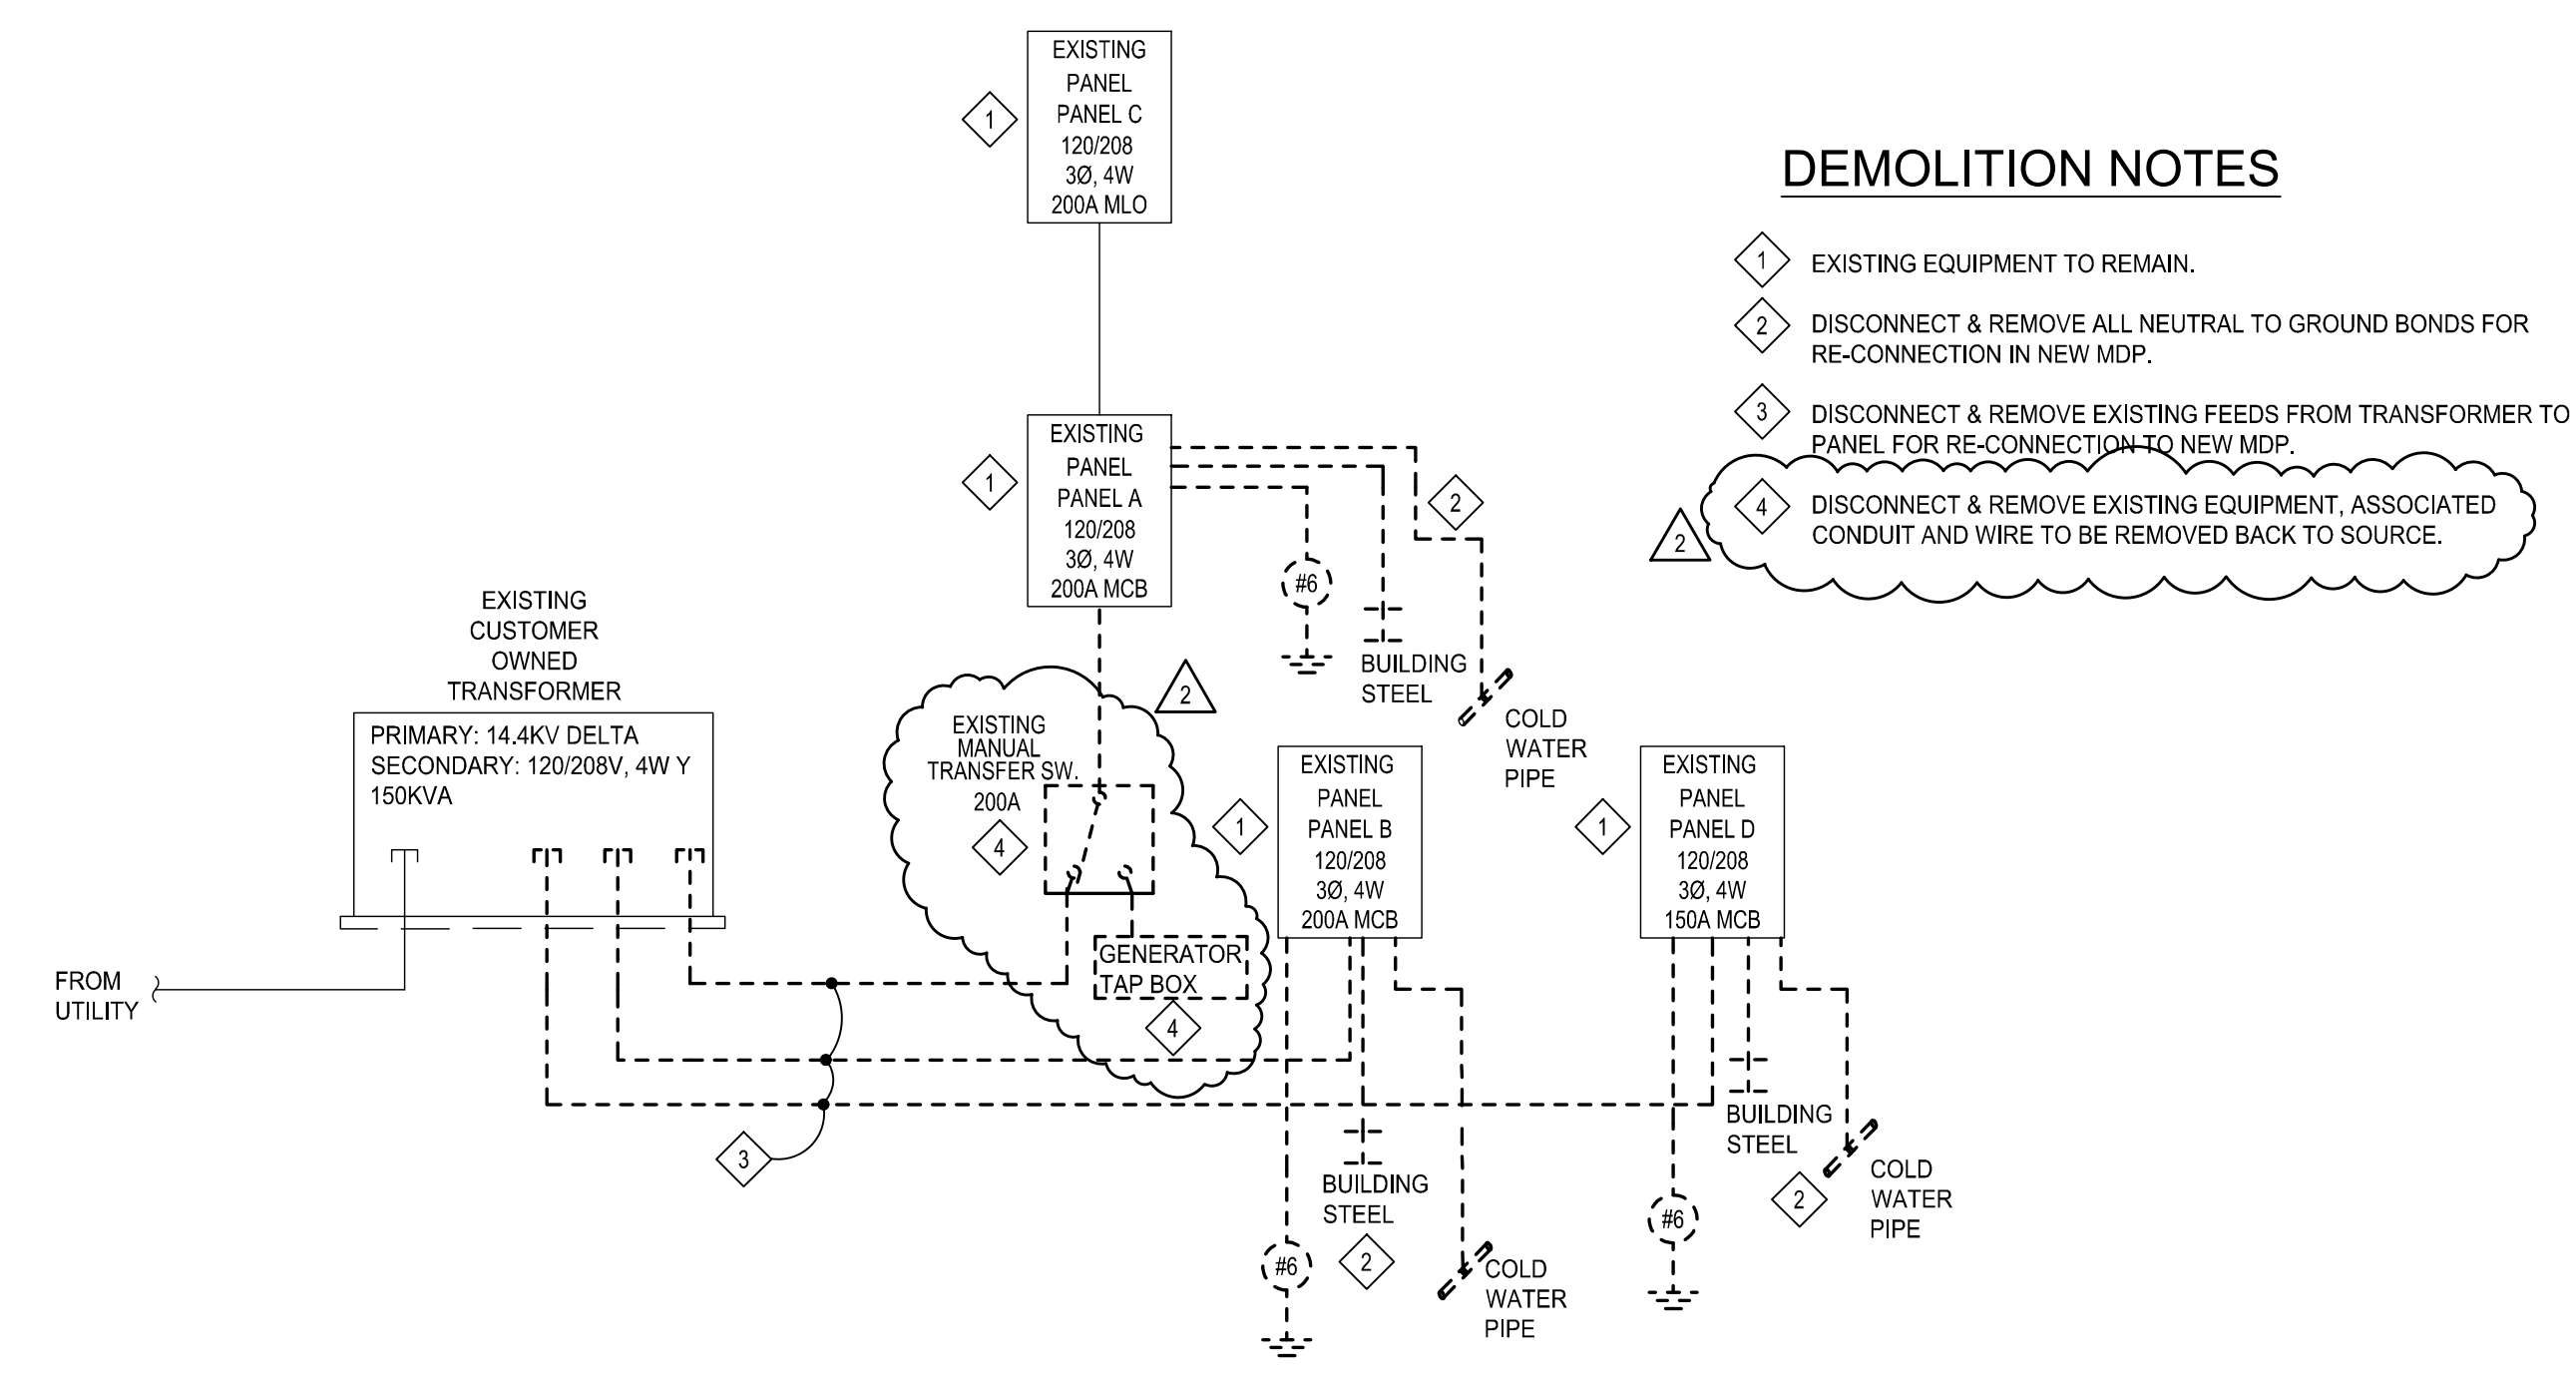 EXISTING
PANEL
PANEL C
120/208
3Ø, 4W
200A MLO
1
DEMOLITION NOTES
1
EXISTING EQUIPMENT TO REMAIN.
2
DISCONNECT & REMOVE ALL NEUTRAL TO GROUND BONDS FOR
RE-CONNECTION IN NEW MDP.
3
DISCONNECT & REMOVE EXISTING FEEDS FROM TRANSFORMER TO
PANEL FOR RE-CONNECTION TO NEW MDP.
4
DISCONNECT & REMOVE EXISTING EQUIPMENT, ASSOCIATED
CONDUIT AND WIRE TO BE REMOVED BACK TO SOURCE.
2
1
EXISTING
PANEL
PANEL A
120/208
3Ø, 4W
200A MCB
2
#6
BUILDING
STEEL
COLD
WATER
PIPE
EXISTING
CUSTOMER
OWNED
TRANSFORMER
PRIMARY: 14.4KV DELTA
SECONDARY: 120/208V, 4W Y
150KVA
FROM
UTILITY
2
EXISTING
MANUAL
TRANSFER SW.
200A
4
GENERATOR
TAP BOX
4
3
1
EXISTING
PANEL
PANEL B
120/208
3Ø, 4W
200A MCB
#6
BUILDING
STEEL
2
COLD
WATER
PIPE
1
EXISTING
PANEL
PANEL D
120/208
3Ø, 4W
150A MCB
#6
BUILDING
STEEL
2
COLD
WATER
PIPE